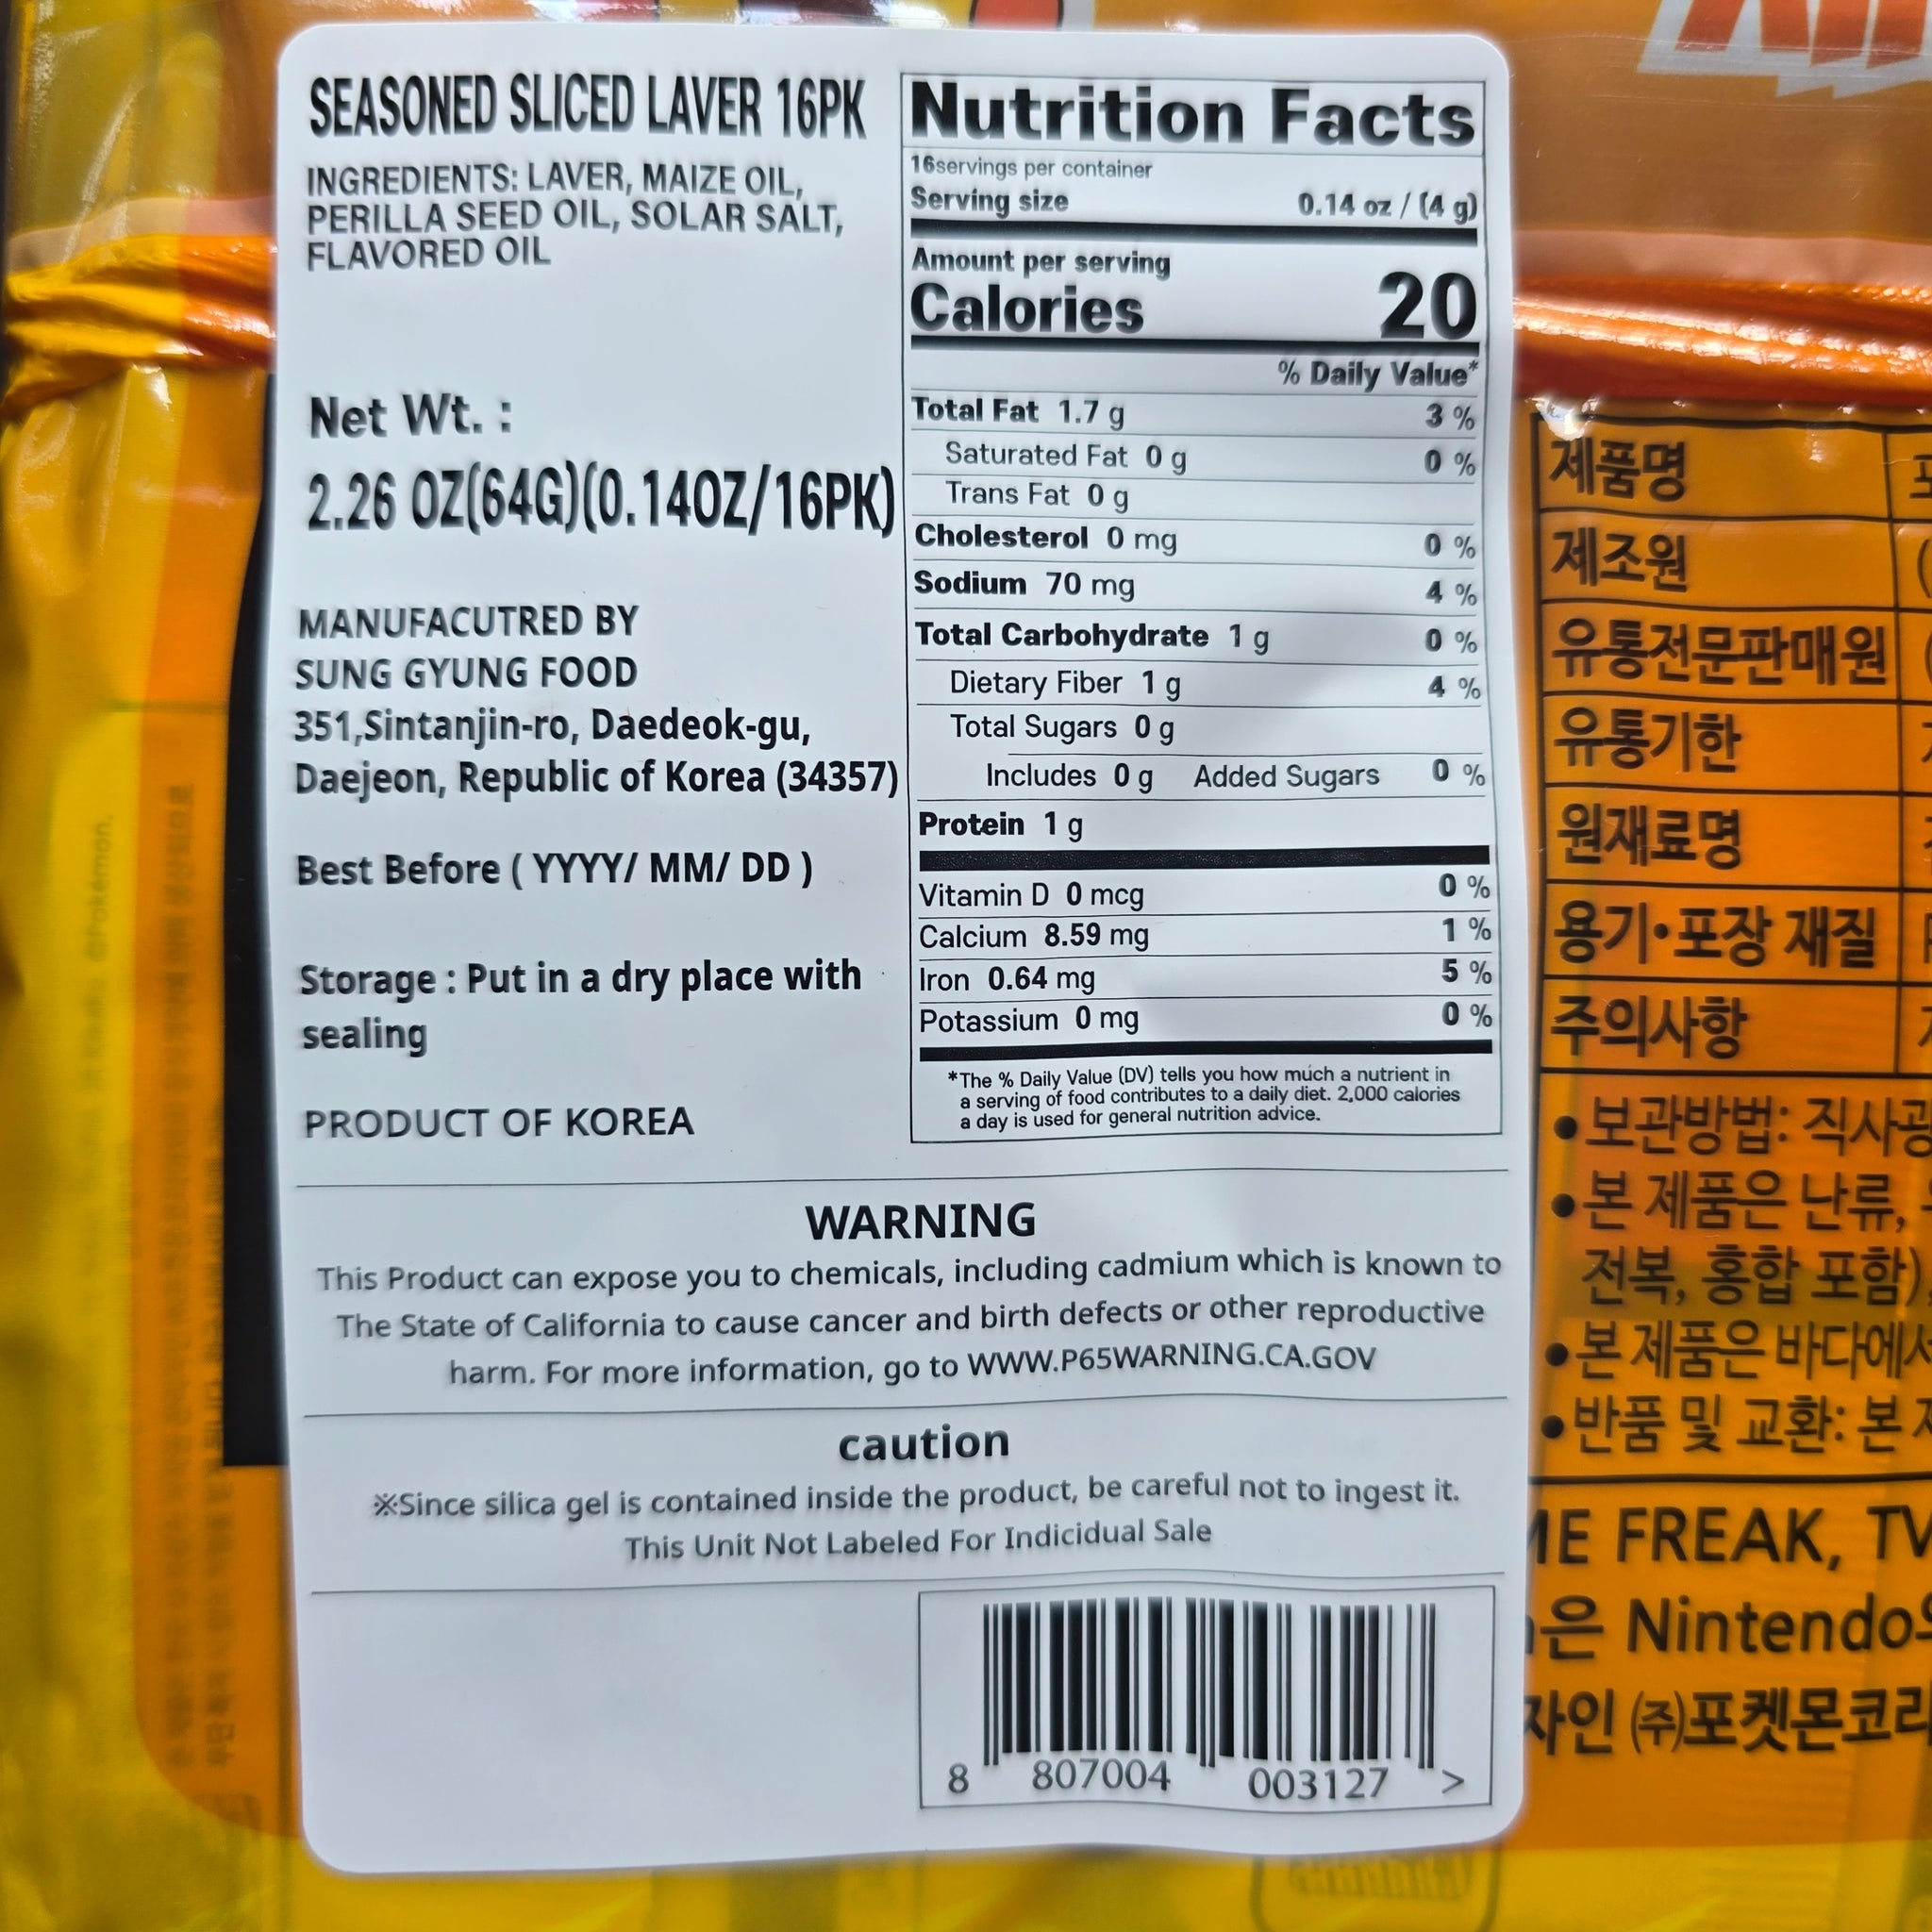 SEASONED SLICED LAVER 16PK
INGREDIENTS: LAVER, MAIZE OIL,
PERILLA SEED OIL, SOLAR SALT,
FLAVORED OIL
Net Wt. :
2.26 OZ(64G)(0.14OZ/16PK)
MANUFACUTRED BY
SUNG GYUNG FOOD
351,Sintanjin-ro, Daedeok-gu,
Daejeon, Republic of Korea (34357)
Best Before ( YYYY/ MM/ DD )
Storage : Put in a dry place with
sealing
PRODUCT OF KOREA
Nutrition Facts
16servings per container
Serving size 0.14 oz / (4 g)
Amount per serving
Calories 20
% Daily Value*
Total Fat 1.7 g 3 %
Saturated Fat 0 g 0 %
Trans Fat 0 g
Cholesterol 0 mg 0 %
Sodium 70 mg 4 %
Total Carbohydrate 1 g 0 %
Dietary Fiber 1 g 4 %
Total Sugars 0 g
Includes 0 g Added Sugars 0 %
Protein 1 g
Vitamin D 0 mcg 0 %
Calcium 8.59 mg 1 %
Iron 0.64 mg 5 %
Potassium 0 mg 0 %
*The % Daily Value (DV) tells you how much a nutrient in
a serving of food contributes to a daily diet. 2,000 calories
a day is used for general nutrition advice.
WARNING
This Product can expose you to chemicals, including cadmium which is known to
The State of California to cause cancer and birth defects or other reproductive
harm. For more information, go to WWW.P65WARNING.CA.GOV
caution
※Since silica gel is contained inside the product, be careful not to ingest it.
This Unit Not Labeled For Indicidual Sale
8 807004 003127 >
제품명
제조원
유통전문판매원
유통기한
원재료명
용기•포장 재질
주의사항
•보관방법: 직사광
•본 제품은 난류,
전복, 홍합 포함),
•본 제품은 바다에서
•반품 및 교환: 본 제
ME FREAK, TV
은 Nintendo의
자인 ㈜포켓몬코리
©Pokémon.